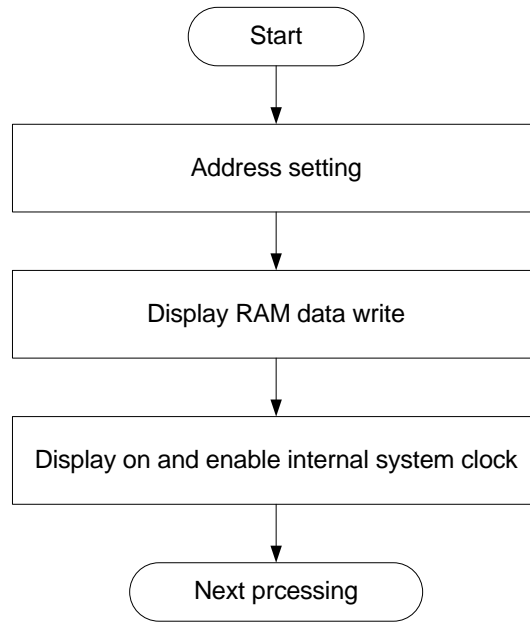 Start
Address setting
Display RAM data write
Display on and enable internal system clock
Next prcessing